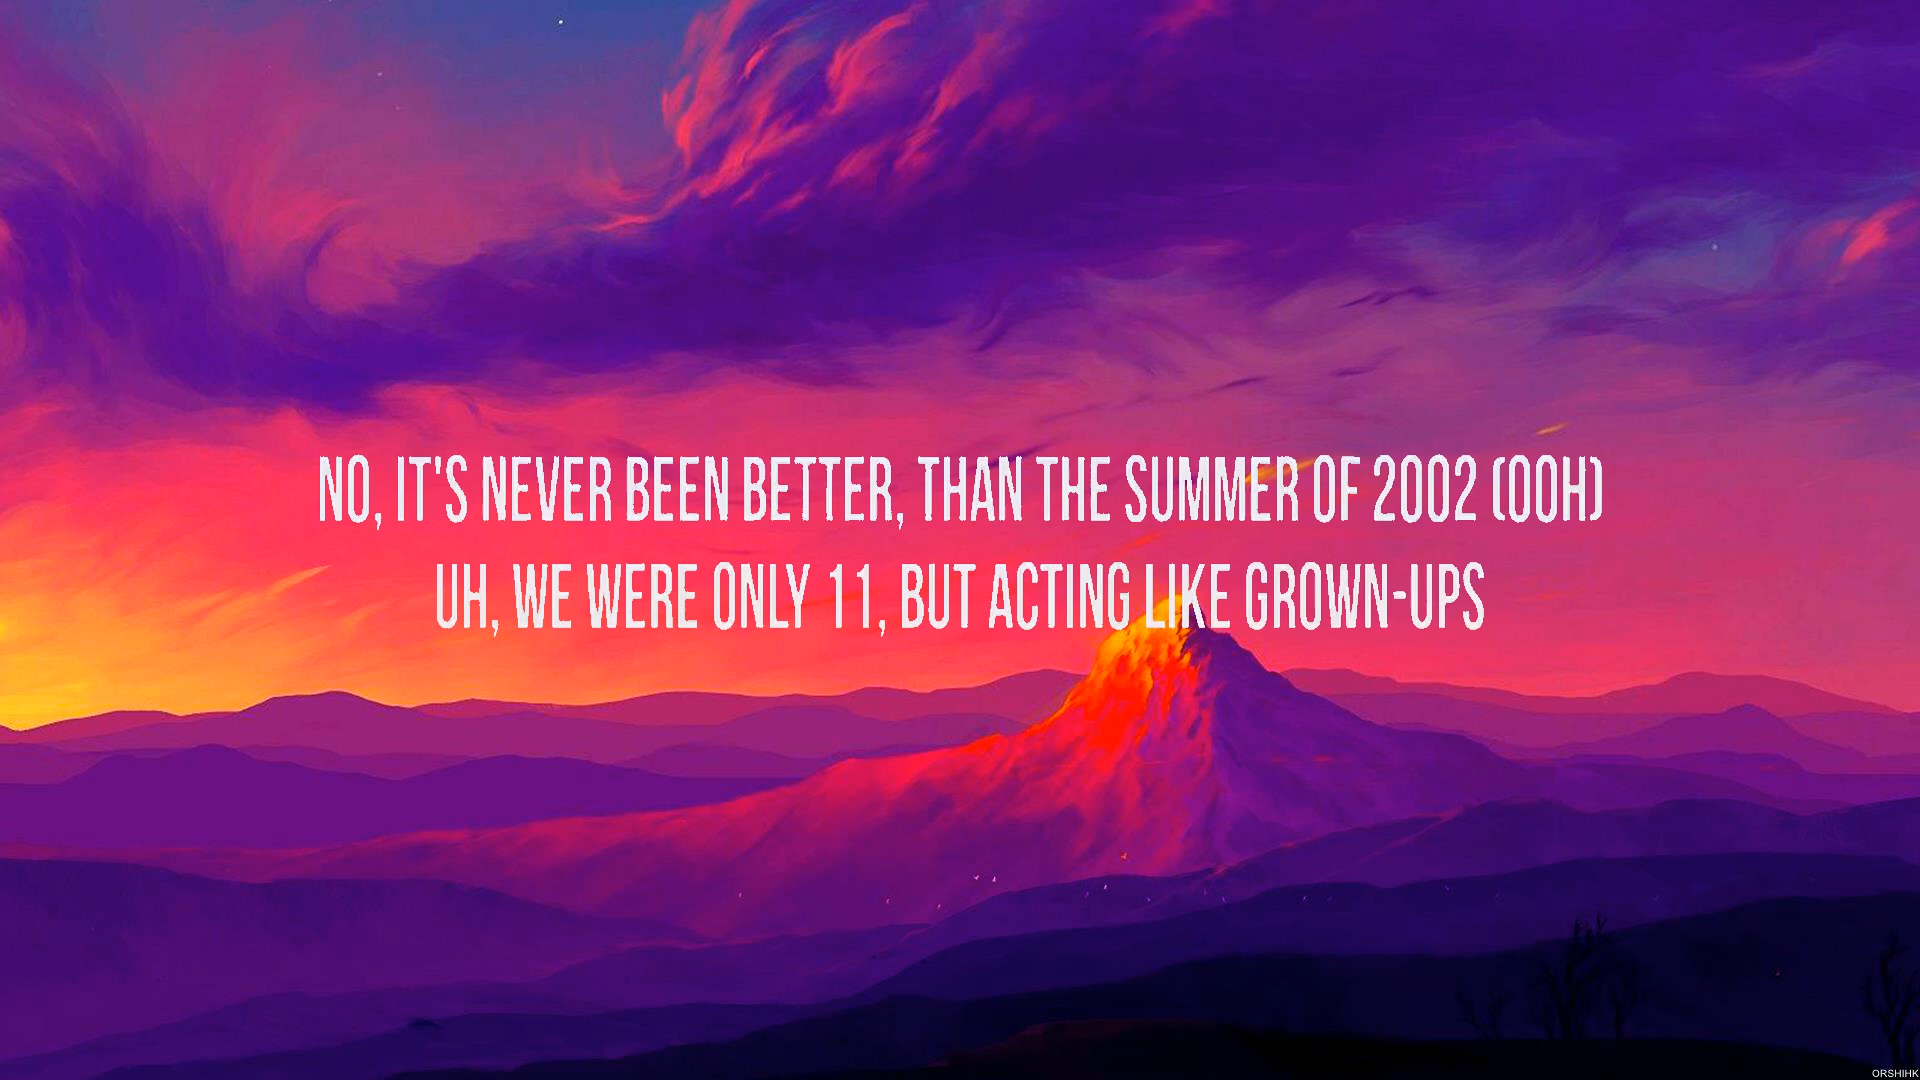 NO, IT'S NEVER BEEN BETTER, THAN THE SUMMER OF 2002 (OOH)
UH, WE WERE ONLY 11, BUT ACTING LIKE GROWN-UPS
ORSHIHK